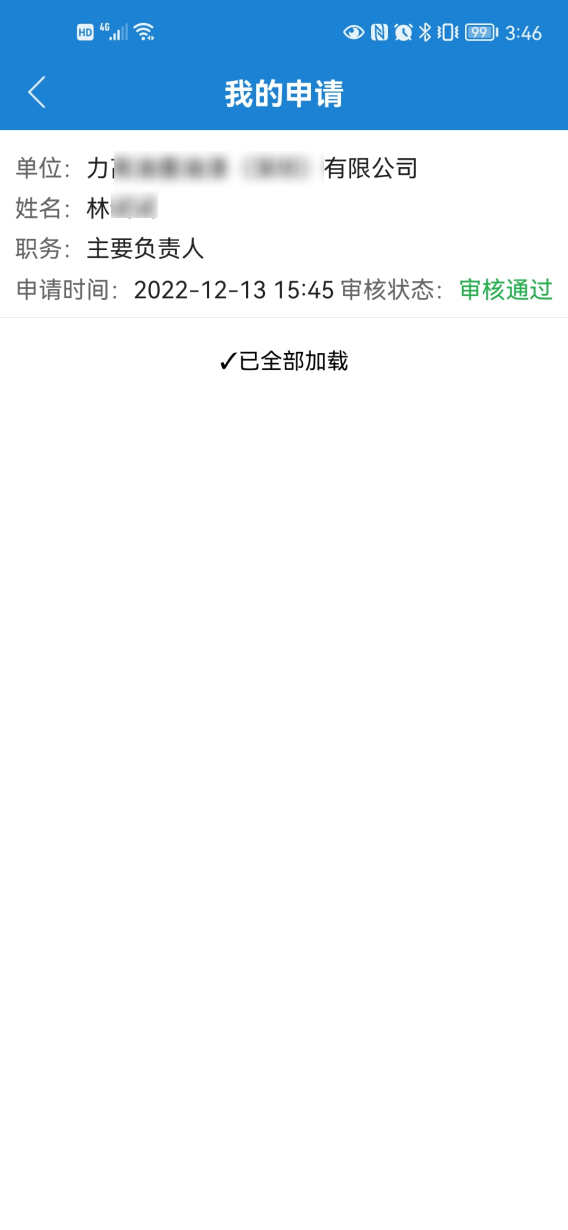 HD 4G 99 3:46
我的申请
单位：力 有限公司
姓名：林
职务：主要负责人
申请时间：2022-12-13 15:45 审核状态：审核通过
✓已全部加载